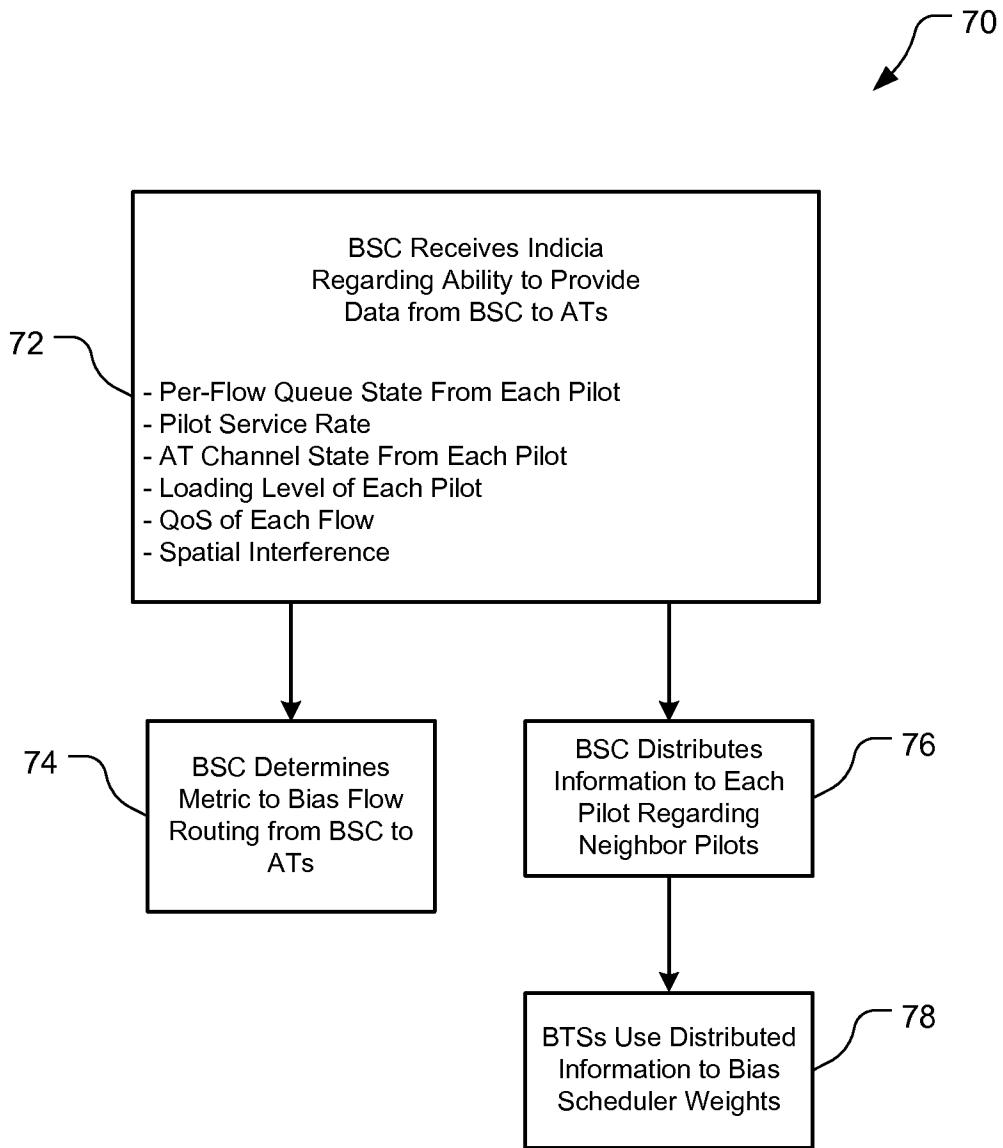 70
BSC Receives Indicia
Regarding Ability to Provide
Data from BSC to ATs
72
- Per-Flow Queue State From Each Pilot
- Pilot Service Rate
- AT Channel State From Each Pilot
- Loading Level of Each Pilot
- QoS of Each Flow
- Spatial Interference
74
BSC Determines
Metric to Bias Flow
Routing from BSC to
ATs
76
BSC Distributes
Information to Each
Pilot Regarding
Neighbor Pilots
78
BTSs Use Distributed
Information to Bias
Scheduler Weights